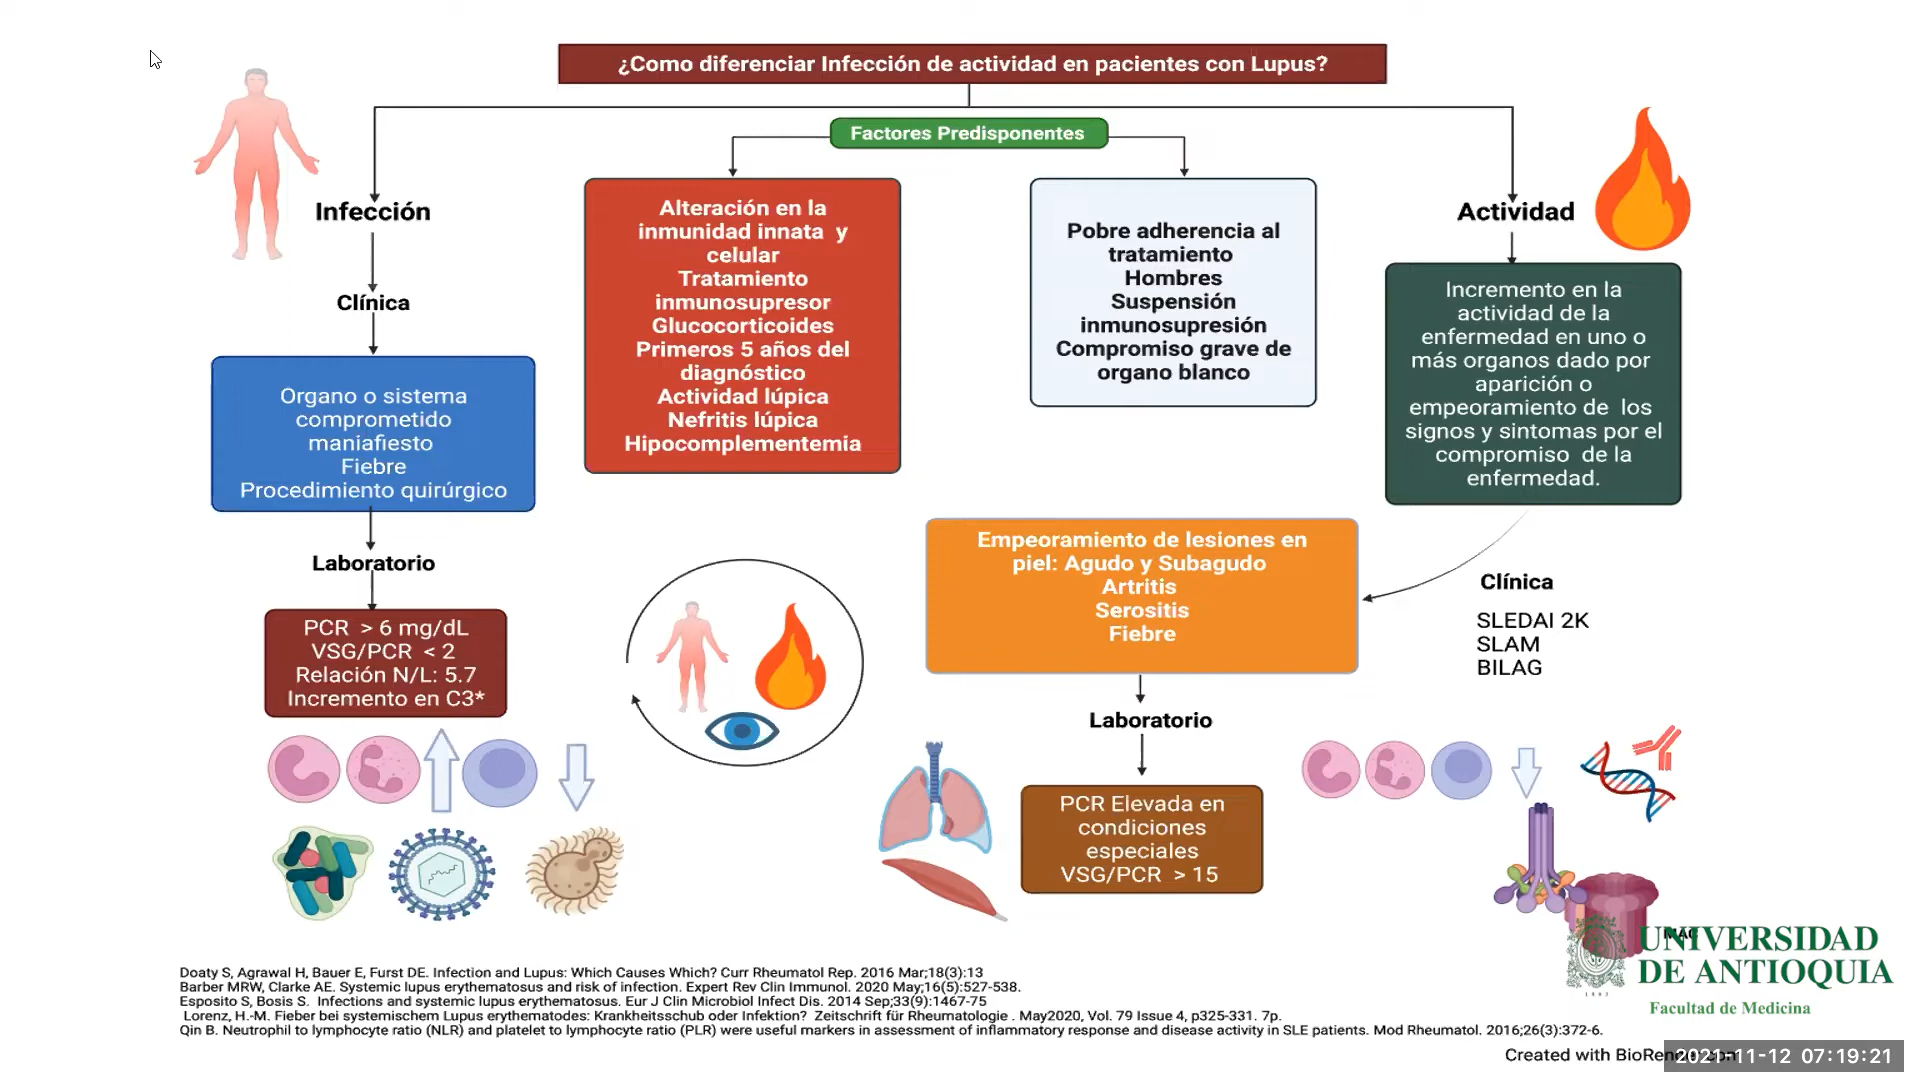 ¿Como diferenciar Infección de actividad en pacientes con Lupus?
Factores Predisponentes
Infección
Clínica
Organo o sistema
comprometido
maniafiesto
Fiebre
Procedimiento quirúrgico
Laboratorio
PCR > 6 mg/dL
VSG/PCR < 2
Relación N/L: 5.7
Incremento en C3*
Alteración en la
inmunidad innata y
celular
Tratamiento
inmunosupresor
Glucocorticoides
Primeros 5 años del
diagnóstico
Actividad lúpica
Nefritis lúpica
Hipocomplementemia
Pobre adherencia al
tratamiento
Hombres
Suspensión
inmunosupresión
Compromiso grave de
organo blanco
Actividad
Incremento en la
actividad de la
enfermedad en uno o
más organos dado por
aparición o
empeoramiento de los
signos y sintomas por el
compromiso de la
enfermedad.
Clínica
SLEDAI 2K
SLAM
BILAG
Empeoramiento de lesiones en
piel: Agudo y Subagudo
Artritis
Serositis
Fiebre
Laboratorio
PCR Elevada en
condiciones
especiales
VSG/PCR > 15
MAC
UNIVERSIDAD
DE ANTIOQUIA
1803
Facultad de Medicina
Doaty S, Agrawal H, Bauer E, Furst DE. Infection and Lupus: Which Causes Which? Curr Rheumatol Rep. 2016 Mar;18(3):13
Barber MRW, Clarke AE. Systemic lupus erythematosus and risk of infection. Expert Rev Clin Immunol. 2020 May;16(5):527-538.
Esposito S, Bosis S. Infections and systemic lupus erythematosus. Eur J Clin Microbiol Infect Dis. 2014 Sep;33(9):1467-75
Lorenz, H.-M. Fieber bei systemischem Lupus erythematodes: Krankheitsschub oder Infektion? Zeitschrift für Rheumatologie . May2020, Vol. 79 Issue 4, p325-331. 7p.
Qin B. Neutrophil to lymphocyte ratio (NLR) and platelet to lymphocyte ratio (PLR) were useful markers in assessment of inflammatory response and disease activity in SLE patients. Mod Rheumatol. 2016;26(3):372-6.
Created with BioRender.com
2021-11-12 07:19:21